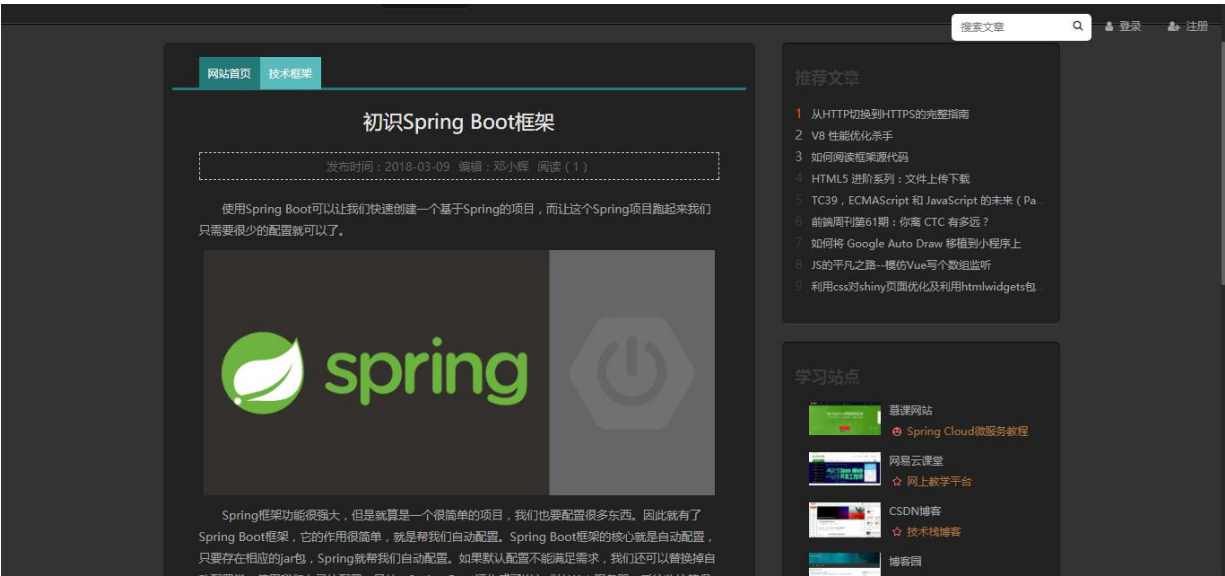 搜索文章
登录
注册
网站首页 技术框架
初识Spring Boot框架
发布时间：2018-03-09 编辑：邓小辉 阅读（1）
使用Spring Boot可以让我们快速创建一个基于Spring的项目，而让这个Spring项目跑起来我们
只需要很少的配置就可以了。
spring
Spring框架功能很强大，但是就算是一个很简单的项目，我们也要配置很多东西。因此就有了
Spring Boot框架，它的作用很简单，就是帮我们自动配置。Spring Boot框架的核心就是自动配置，
只要存在相应的jar包，Spring就帮我们自动配置。如果默认配置不能满足需求，我们还可以替换掉自
推荐文章
1 从HTTP切换到HTTPS的完整指南
2 V8 性能优化杀手
3 如何阅读框架源代码
4 HTML5 进阶系列：文件上传下载
5 TC39，ECMAScript 和 JavaScript 的未来（Pa...
6 前端周刊第61期：你离 CTC 有多远？
7 如何将 Google Auto Draw 移植到小程序上
8 JS的平凡之路--模仿Vue写个数组监听
9 利用css对shiny页面优化及利用htmlwidgets包...
学习站点
慕课网站
Spring Cloud微服务教程
网易云课堂
网上教学平台
CSDN博客
技术栈博客
博客园